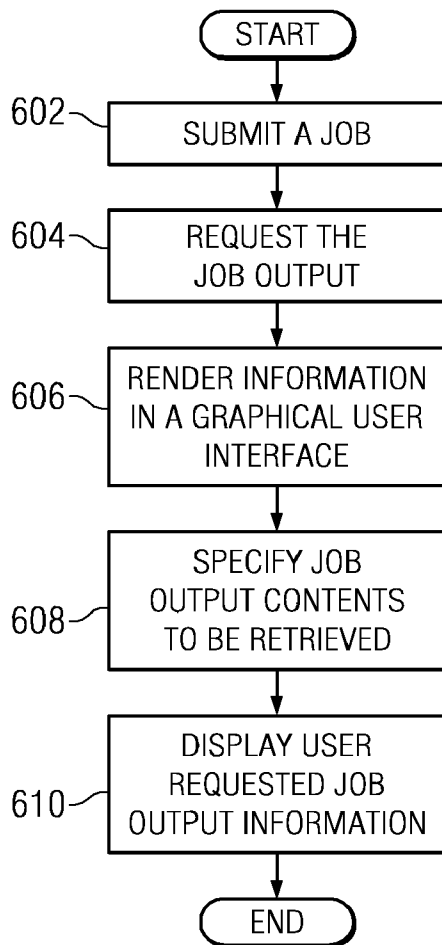 START
602
SUBMIT A JOB
604
REQUEST THE
JOB OUTPUT
606
RENDER INFORMATION
IN A GRAPHICAL USER
INTERFACE
608
SPECIFY JOB
OUTPUT CONTENTS
TO BE RETRIEVED
610
DISPLAY USER
REQUESTED JOB
OUTPUT INFORMATION
END